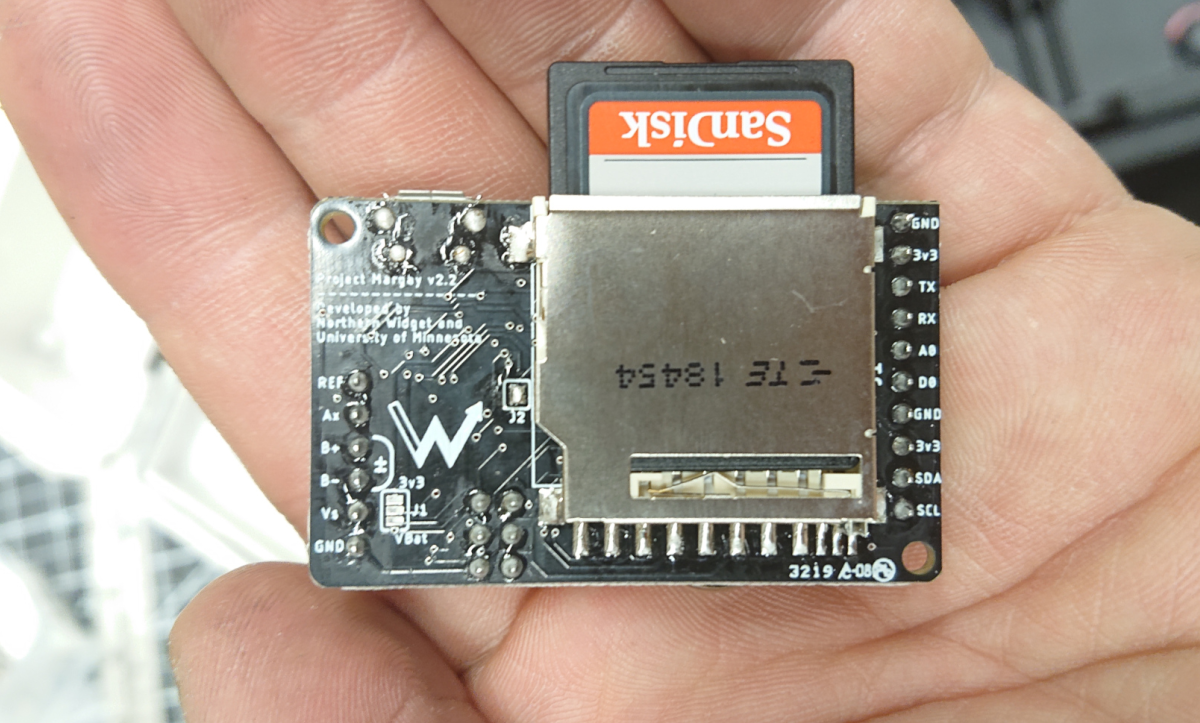 SanDisk
Project Margay v2.2
Developed by
Northern Widget and
University of Minnesota
REF
Ax
B+
B-
Vs
GND
±
3v3
J1
VBat
J2
W
18454
GND
3v3
TX
RX
A0
D0
GND
3v3
SDA
SCL
3219